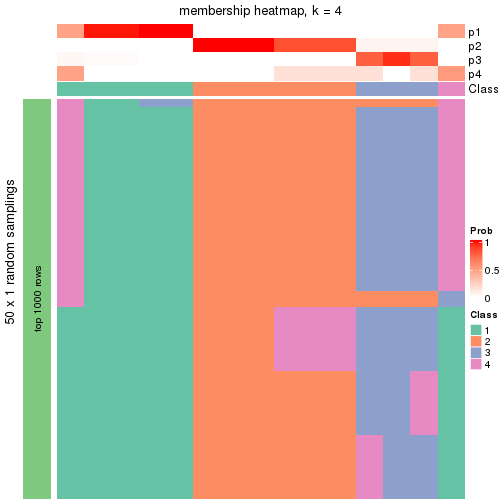 membership heatmap, k = 4
p1
p2
p3
p4
Class
50 x 1 random samplings
top 1000 rows
Prob
1
0.5
0
Class
1
2
3
4